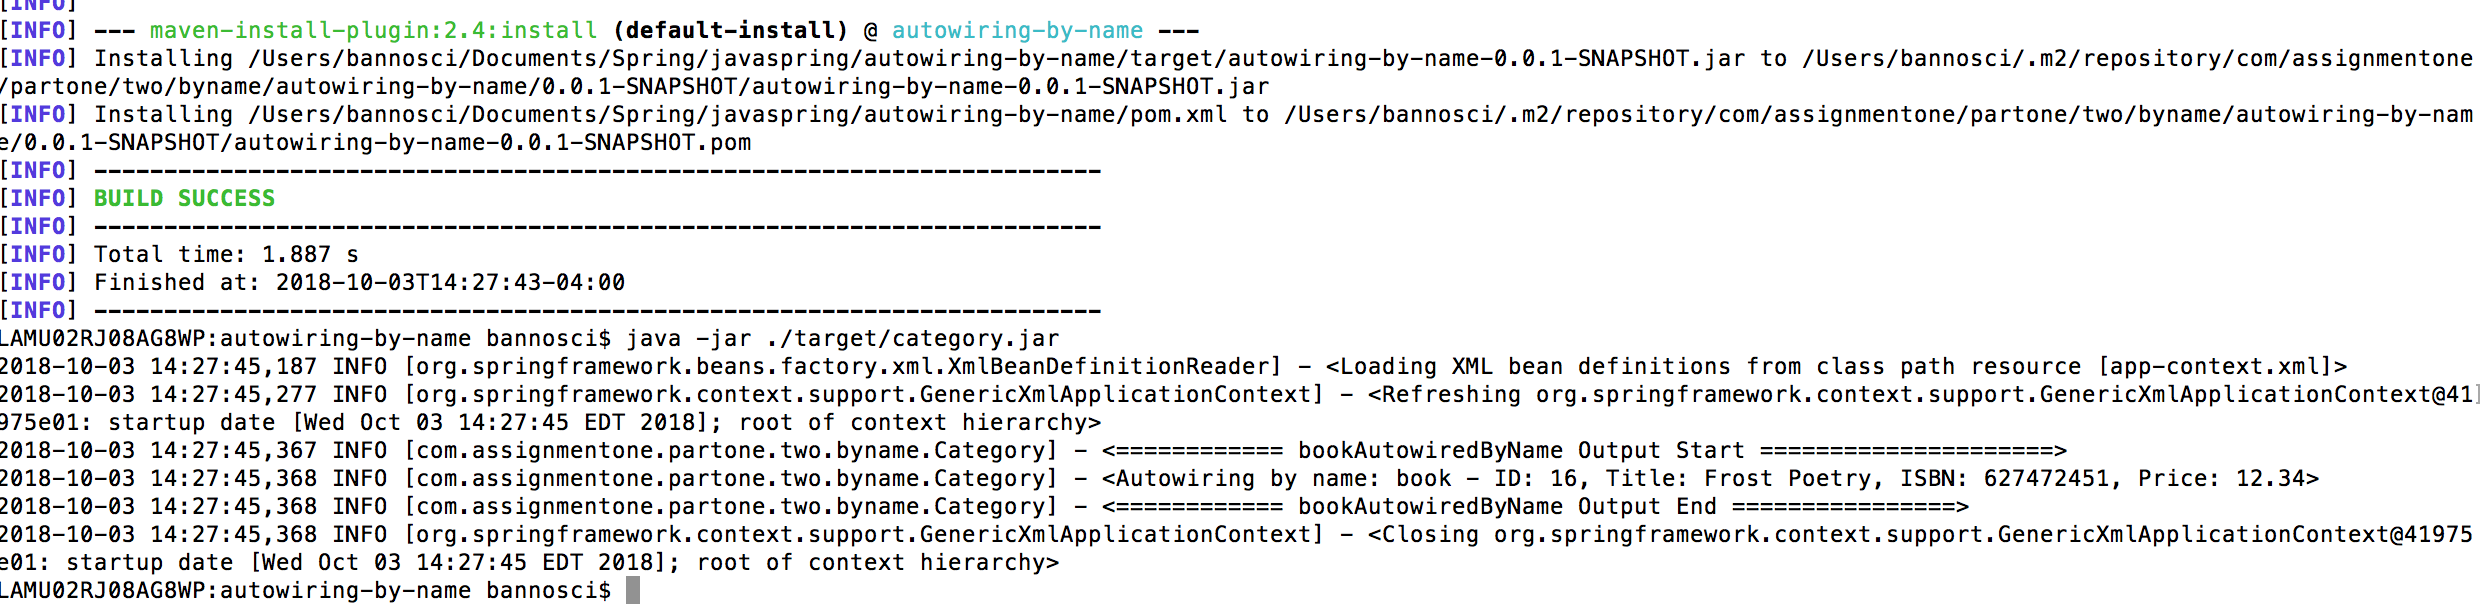 [INFO]
[INFO] --- maven-install-plugin:2.4:install (default-install) @ autowiring-by-name ---
[INFO] Installing /Users/bannosci/Documents/Spring/javaspring/autowiring-by-name/target/autowiring-by-name-0.0.1-SNAPSHOT.jar to /Users/bannosci/.m2/repository/com/assignmentone
/partone/two/byname/autowiring-by-name/0.0.1-SNAPSHOT/autowiring-by-name-0.0.1-SNAPSHOT.jar
[INFO] Installing /Users/bannosci/Documents/Spring/javaspring/autowiring-by-name/pom.xml to /Users/bannosci/.m2/repository/com/assignmentone/partone/two/byname/autowiring-by-nam
e/0.0.1-SNAPSHOT/autowiring-by-name-0.0.1-SNAPSHOT.pom
[INFO] ------------------------------------------------------------------------
[INFO] BUILD SUCCESS
[INFO] ------------------------------------------------------------------------
[INFO] Total time: 1.887 s
[INFO] Finished at: 2018-10-03T14:27:43-04:00
[INFO] ------------------------------------------------------------------------
LAMU02RJ08AG8WP:autowiring-by-name bannosci$ java -jar ./target/category.jar
2018-10-03 14:27:45,187 INFO [org.springframework.beans.factory.xml.XmlBeanDefinitionReader] - <Loading XML bean definitions from class path resource [app-context.xml]>
2018-10-03 14:27:45,277 INFO [org.springframework.context.support.GenericXmlApplicationContext] - <Refreshing org.springframework.context.support.GenericXmlApplicationContext@41]
975e01: startup date [Wed Oct 03 14:27:45 EDT 2018]; root of context hierarchy>
2018-10-03 14:27:45,367 INFO [com.assignmentone.partone.two.byname.Category] - <============ bookAutowiredByName Output Start =====================>
2018-10-03 14:27:45,368 INFO [com.assignmentone.partone.two.byname.Category] - <Autowiring by name: book - ID: 16, Title: Frost Poetry, ISBN: 627472451, Price: 12.34>
2018-10-03 14:27:45,368 INFO [com.assignmentone.partone.two.byname.Category] - <============ bookAutowiredByName Output End ================>
2018-10-03 14:27:45,368 INFO [org.springframework.context.support.GenericXmlApplicationContext] - <Closing org.springframework.context.support.GenericXmlApplicationContext@41975
e01: startup date [Wed Oct 03 14:27:45 EDT 2018]; root of context hierarchy>
LAMU02RJ08AG8WP:autowiring-by-name bannosci$